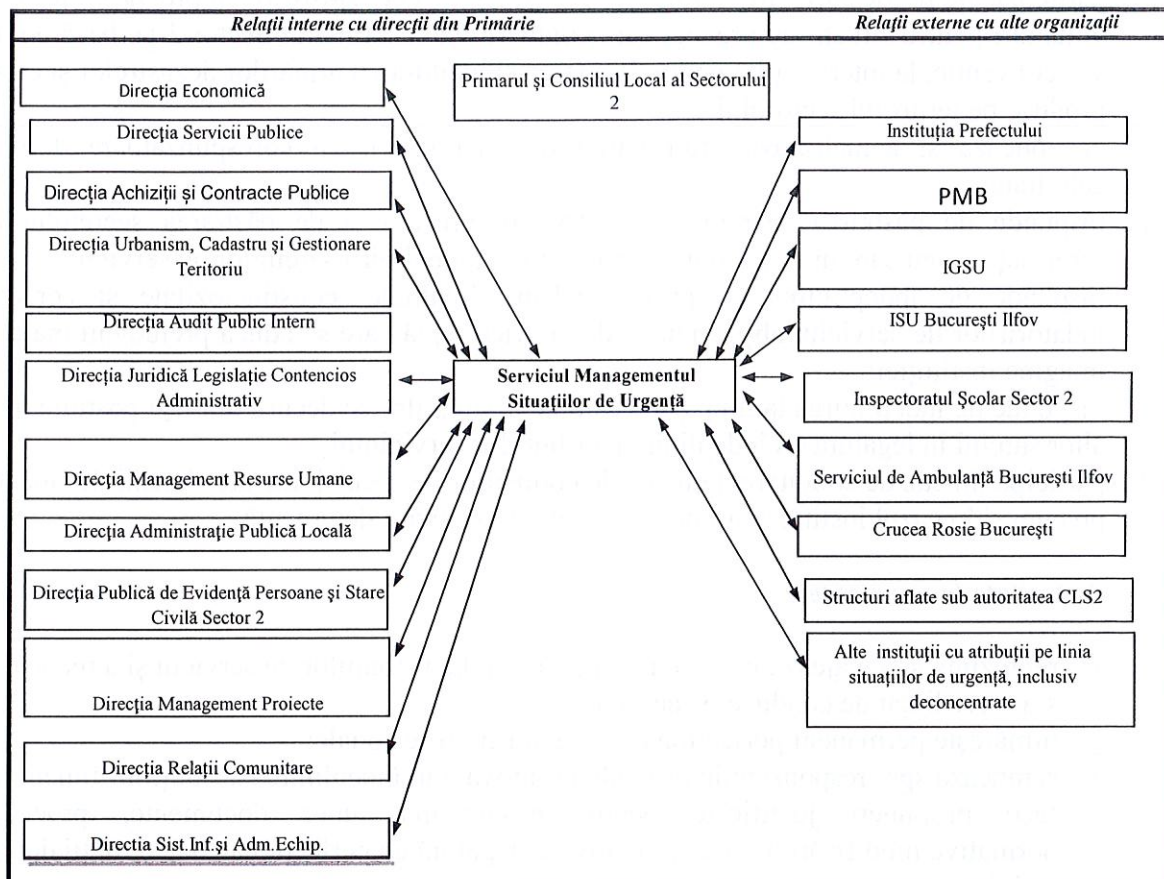 Relații interne cu direcții din Primărie
Relații externe cu alte organizații
Primarul și Consiliul Local al Sectorului
2
Direcția Economică
Direcția Servicii Publice
Direcția Achiziții și Contracte Publice
Direcția Urbanism, Cadastru și Gestionare
Teritoriu
Direcția Audit Public Intern
Direcția Juridică Legislație Contencios
Administrativ
Direcția Management Resurse Umane
Direcția Administrație Publică Locală
Direcția Publică de Evidență Persoane și Stare
Civilă Sector 2
Direcția Management Proiecte
Direcția Relații Comunitare
Directia Sist.Inf.și Adm.Echip.
Serviciul Managementul
Situațiilor de Urgență
Instituția Prefectului
PMB
IGSU
ISU București Ilfov
Inspectoratul Școlar Sector 2
Serviciul de Ambulanță București Ilfov
Crucea Rosie București
Structuri aflate sub autoritatea CLS2
Alte instituții cu atribuții pe linia
situațiilor de urgență, inclusiv
deconcentrate